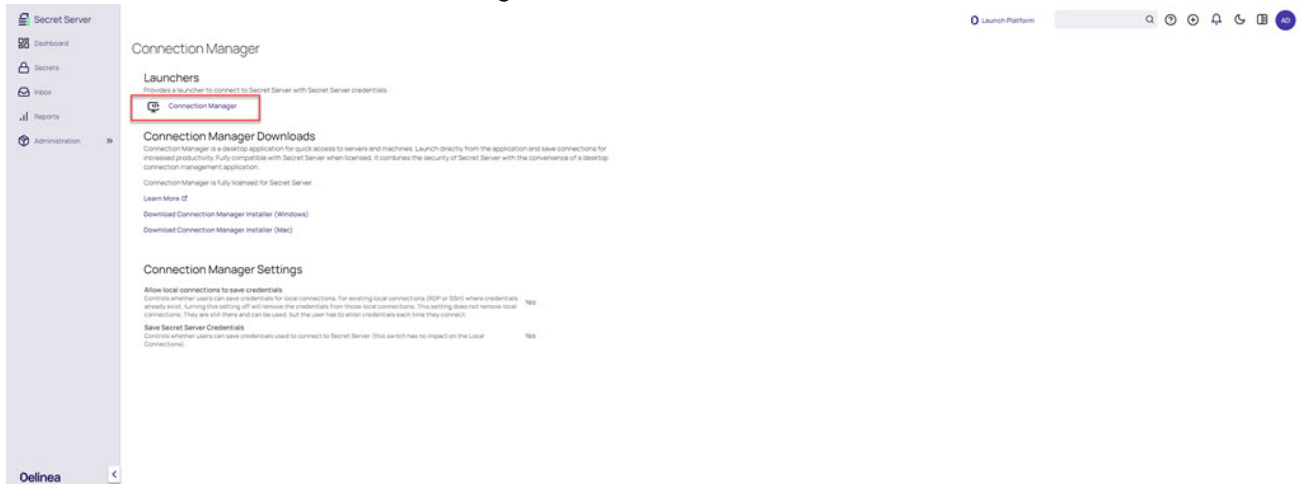 Secret Server
Launch Platform
AD
Dashboard
Secrets
Inbox
Reports
Administration
Connection Manager
Launchers
Provides a launcher to connect to Secret Server with Secret Server credentials.
Connection Manager
Connection Manager Downloads
Connection Manager is a desktop application for quick access to servers and machines. Launch directly from the application and save connections for
increased productivity. Fully compatible with Secret Server when licensed, it combines the security of Secret Server with the convenience of a desktop
connection management application.
Connection Manager is fully licensed for Secret Server.
Learn More
Download Connection Manager Installer (Windows)
Download Connection Manager Installer (Mac)
Connection Manager Settings
Allow local connections to save credentials
Controls whether users can save credentials for local connections. For existing local connections (RDP or SSH) where credentials
already exist, turning this setting off will remove the credentials from those local connections. This setting does not remove local
connections. They are still there and can be used, but the user has to enter credentials each time they connect.
Yes
Save Secret Server Credentials
Controls whether users can save credentials used to connect to Secret Server (this switch has no impact on the Local
Connections).
Yes
Delinea